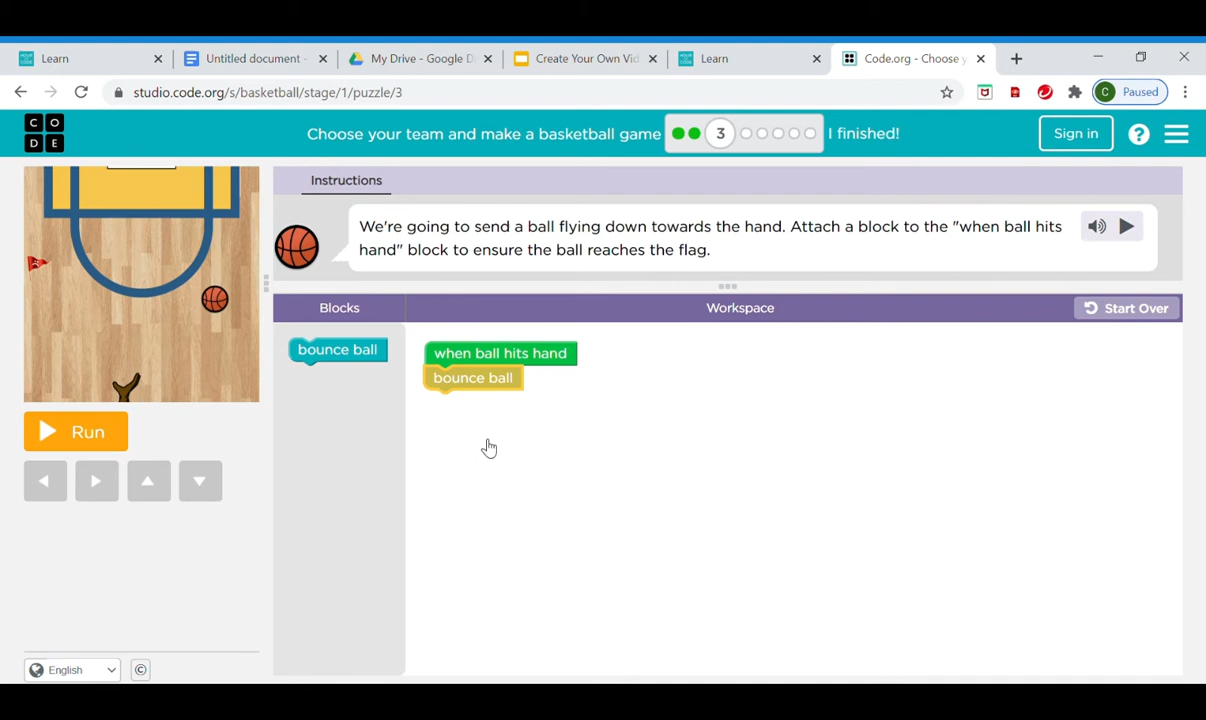 Learn
Untitled document -
My Drive - Google D
Create Your Own Vid
Learn
Code.org - Choose y
studio.code.org/s/basketball/stage/1/puzzle/3
C
Paused
C O
D E
Choose your team and make a basketball game
3
I finished!
Sign in
?
Instructions
We're going to send a ball flying down towards the hand. Attach a block to the "when ball hits
hand" block to ensure the ball reaches the flag.
Blocks
Workspace
Start Over
bounce ball
when ball hits hand
bounce ball
Run
English
©